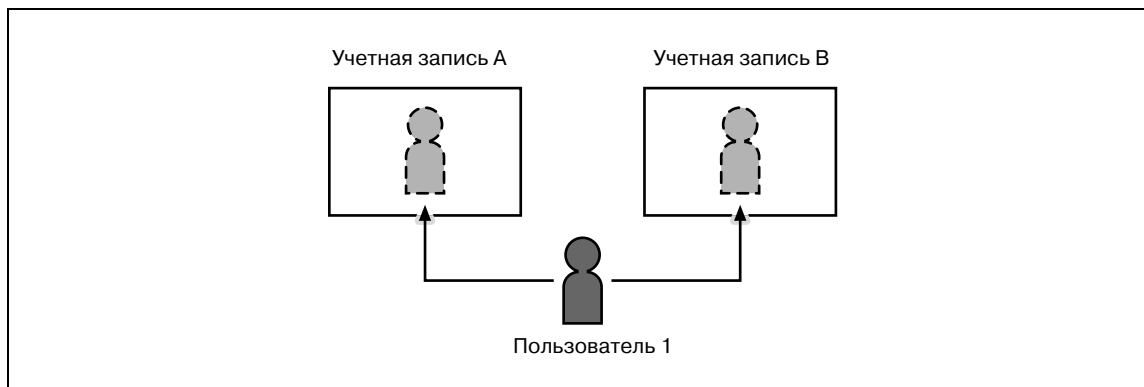 Учетная запись A
Учетная запись B
Пользователь 1